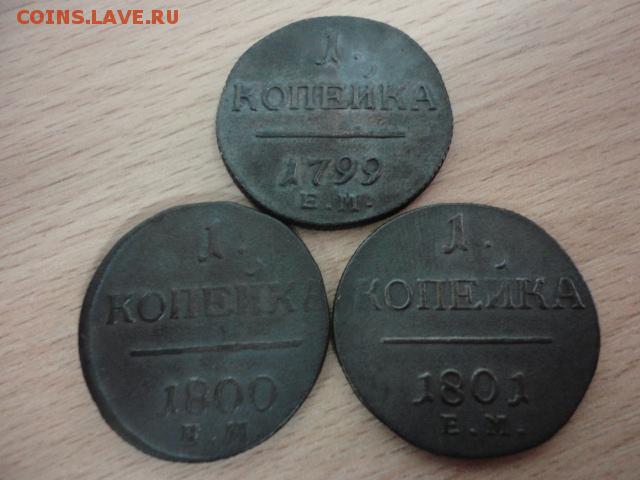 COINS.LAVE.RU
1.
КОПЕЙКА
1799
Е.М.
1.
КОПЕЙКА
1800
Е.М
1.
КОПЕЙКА
1801
Е.М.